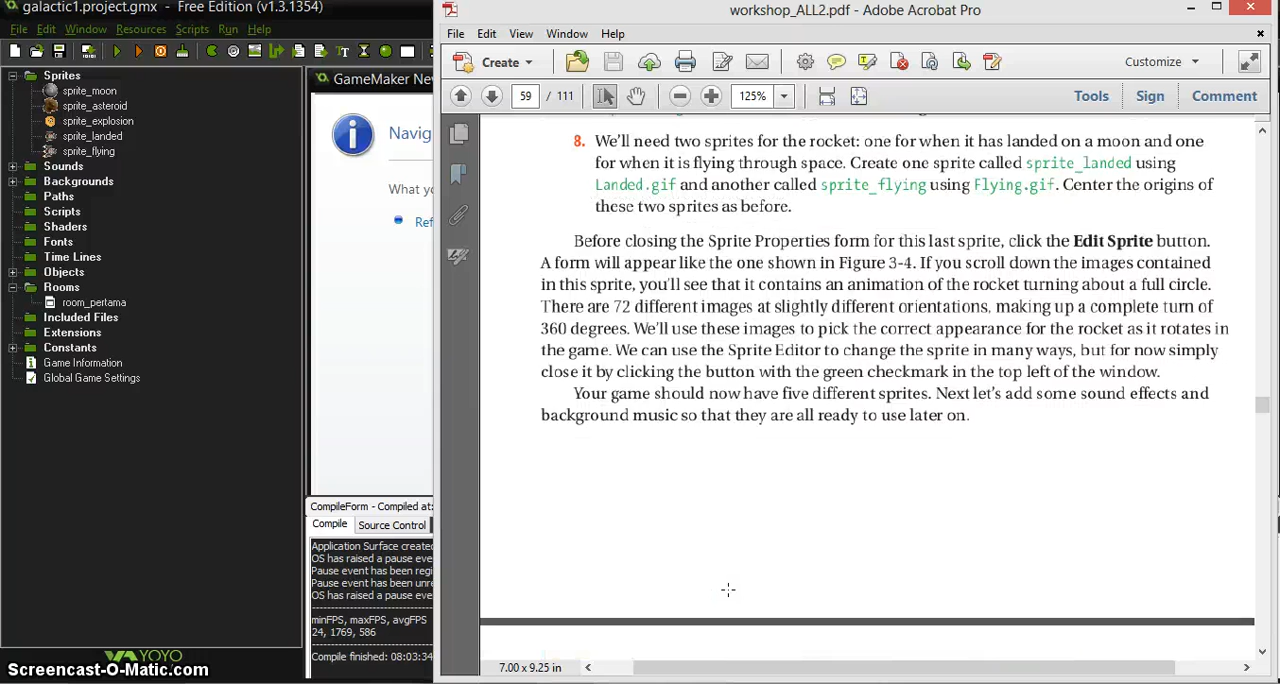 galactic1.project.gmx - Free Edition (v1.3.1354)
File Edit Window Resources Scripts Run Help
Sprites
sprite_moon
sprite_asteroid
sprite_explosion
sprite_landed
sprite_flying
Sounds
Backgrounds
Paths
Scripts
Shaders
Fonts
Time Lines
Objects
Rooms
room_pertama
Included Files
Extensions
Constants
Game Information
Global Game Settings
YOYO
Screencast-O-Matic.com
GameMaker New
Navig
What yo
Ref
CompileForm - Compiled at:
Compile Source Control
Application Surface created
OS has raised a pause eve
Pause event has been regi
Pause event has been unre
OS has raised a pause eve
minFPS, maxFPS, avgFPS
24, 1769, 586
Compile finished: 08:03:34
workshop_ALL2.pdf - Adobe Acrobat Pro
File Edit View Window Help
Create Customize
59 / 111 125% Tools Sign Comment
8. We'll need two sprites for the rocket: one for when it has landed on a moon and one
for when it is flying through space. Create one sprite called sprite_landed using
Landed.gif and another called sprite_flying using Flying.gif. Center the origins of
these two sprites as before.
Before closing the Sprite Properties form for this last sprite, click the Edit Sprite button.
A form will appear like the one shown in Figure 3-4. If you scroll down the images contained
in this sprite, you'll see that it contains an animation of the rocket turning about a full circle.
There are 72 different images at slightly different orientations, making up a complete turn of
360 degrees. We'll use these images to pick the correct appearance for the rocket as it rotates in
the game. We can use the Sprite Editor to change the sprite in many ways, but for now simply
close it by clicking the button with the green checkmark in the top left of the window.
Your game should now have five different sprites. Next let's add some sound effects and
background music so that they are all ready to use later on.
7.00 x 9.25 in